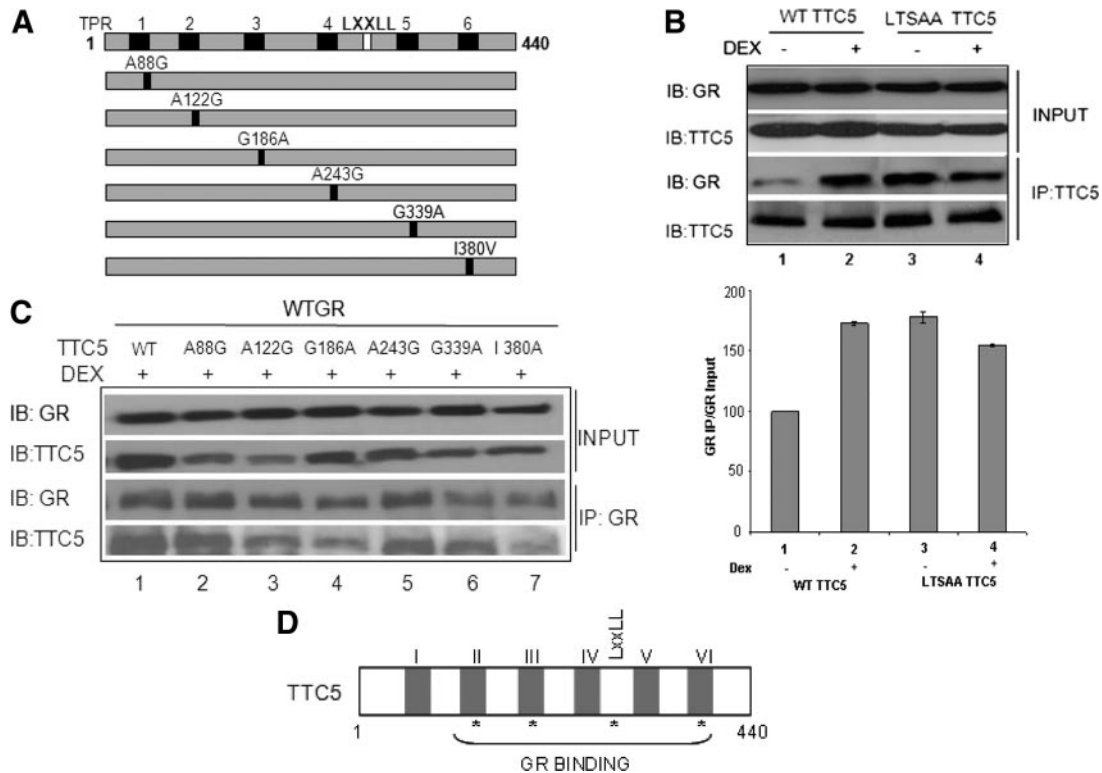 A
TPR 1 2 3 4 LXXLL 5 6
1 440
A88G
A122G
G186A
A243G
G339A
I380V
B
WT TTC5 LTSAA TTC5
DEX - + - +
IB: GR
IB:TTC5
INPUT
IB: GR
IB:TTC5
IP:TTC5
1 2 3 4
200
150
100
50
0
GR IP/GR Input
1 2 3 4
Dex - + - +
WT TTC5 LTSAA TTC5
C
WTGR
TTC5 WT A88G A122G G186A A243G G339A I 380A
DEX + + + + + + +
IB: GR
IB:TTC5
INPUT
IB: GR
IB:TTC5
IP: GR
1 2 3 4 5 6 7
D
I II III IV LxxLL V VI
TTC5
* * * *
1 440
GR BINDING